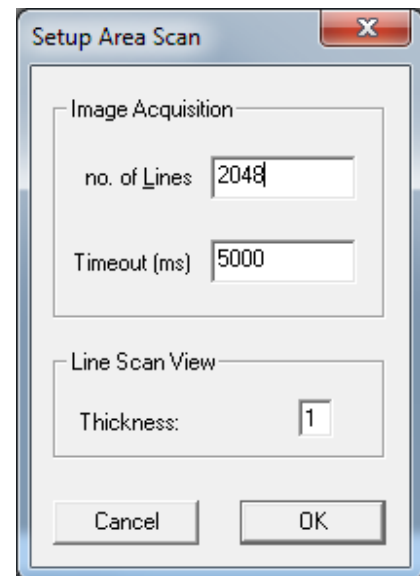 Setup Area Scan
Image Acquisition
no. of Lines 2048
Timeout (ms) 5000
Line Scan View
Thickness: 1
Cancel OK